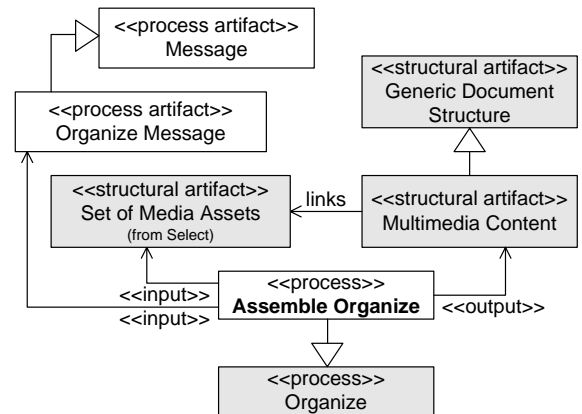 <<process artifact>>
Message
<<structural artifact>>
Generic Document
Structure
<<process artifact>>
Organize Message
<<structural artifact>>
Set of Media Assets
(from Select)
links
<<structural artifact>>
Multimedia Content
<<process>>
Assemble Organize
<<input>>
<<input>>
<<output>>
<<process>>
Organize